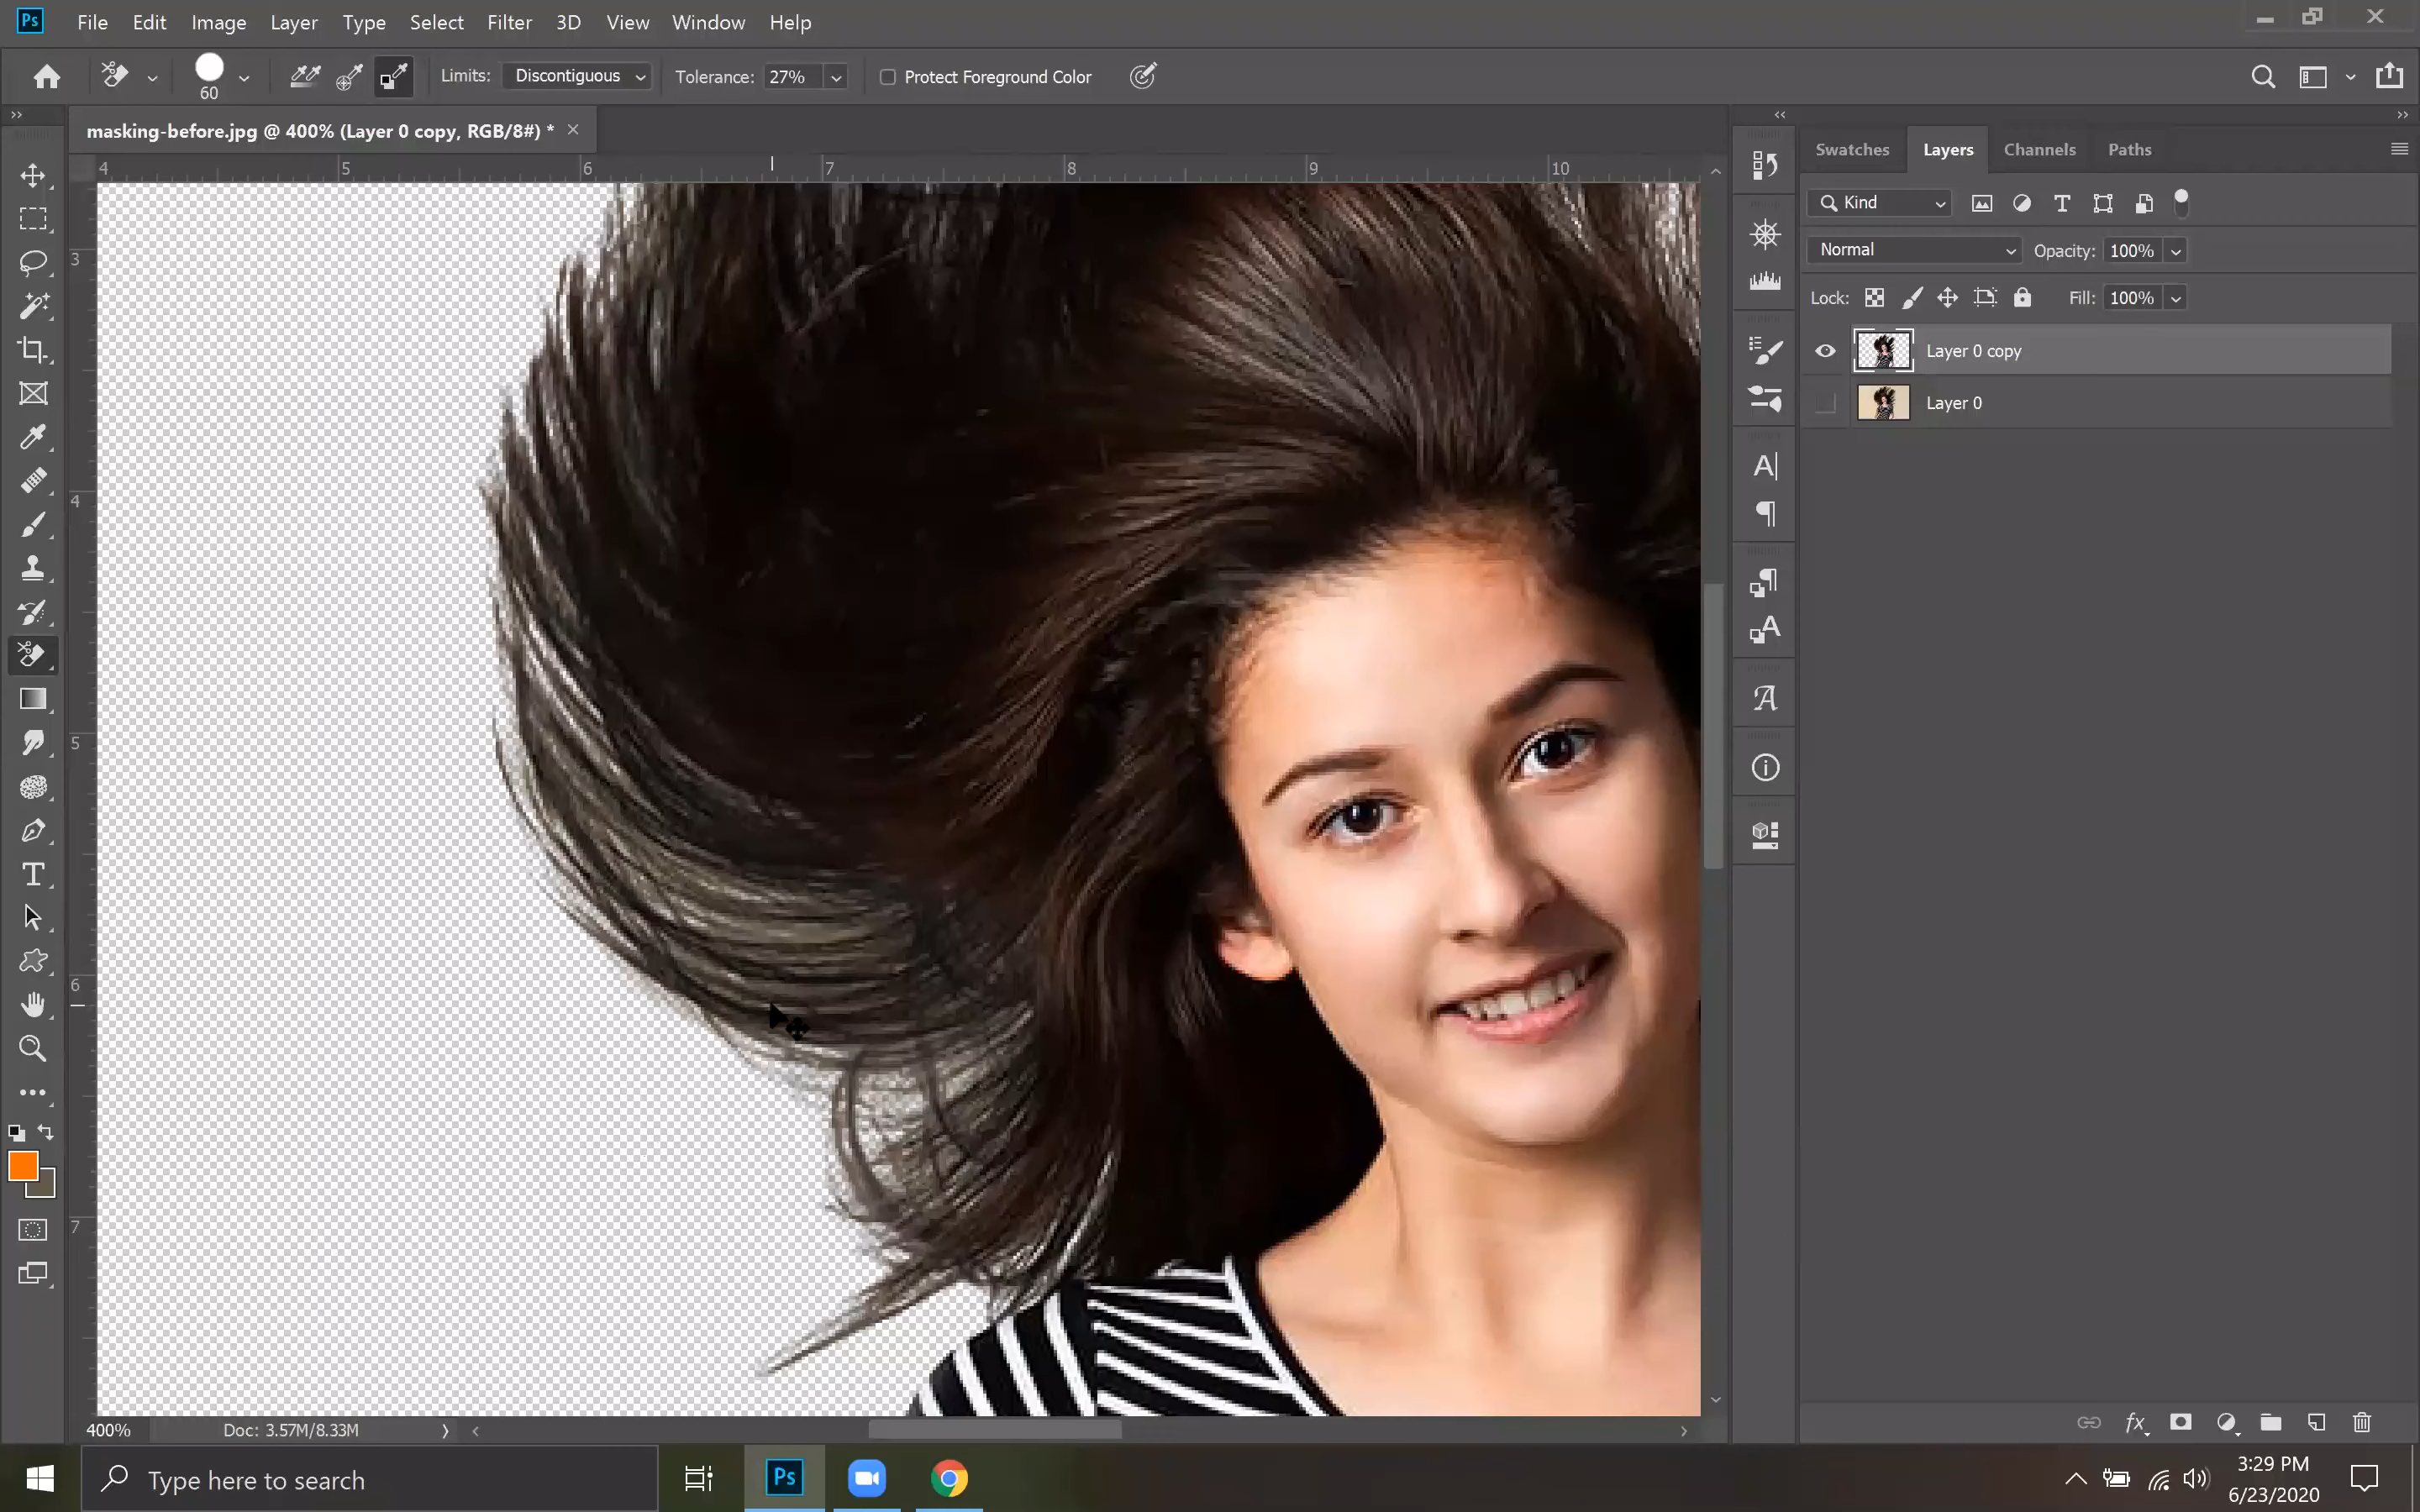 Ps File Edit Image Layer Type Select Filter 3D View Window Help
60 Limits: Discontiguous Tolerance: 27% Protect Foreground Color
masking-before.jpg @ 400% (Layer 0 copy, RGB/8#) * ×
4 5 6 7 8 9 10
3
4
5
6
7
Swatches Layers Channels Paths
Kind
Normal Opacity: 100%
Lock: Fill: 100%
Layer 0 copy
Layer 0
400% Doc: 3.57M/8.33M
Type here to search
Ps
3:29 PM
6/23/2020